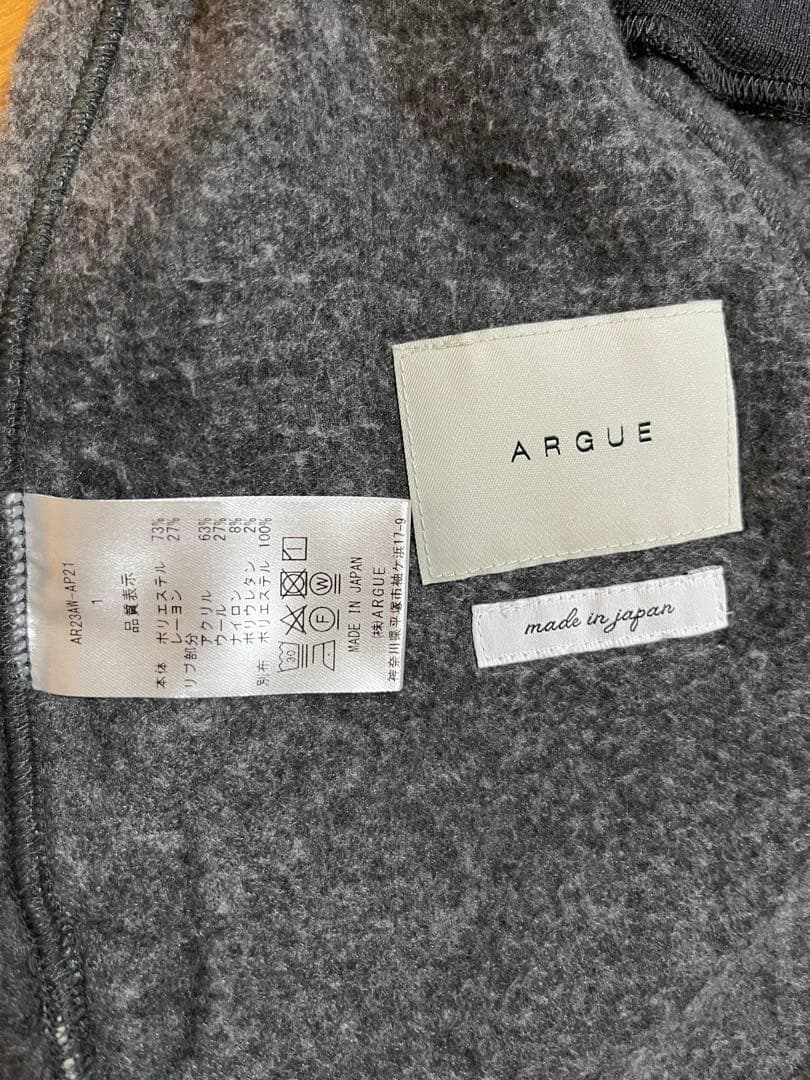 ARGUE
made in japan
AR23AW-AP21
1
品質表示
本体 ポリエステル 73%
レーヨン 27%
リブ部分
アクリル 63%
ウール 27%
ナイロン 8%
ポリウレタン 2%
別布 ポリエステル 100%
30
F W
1
MADE IN JAPAN
(株)ARGUE
神奈川県平塚市袖ケ浜17-9